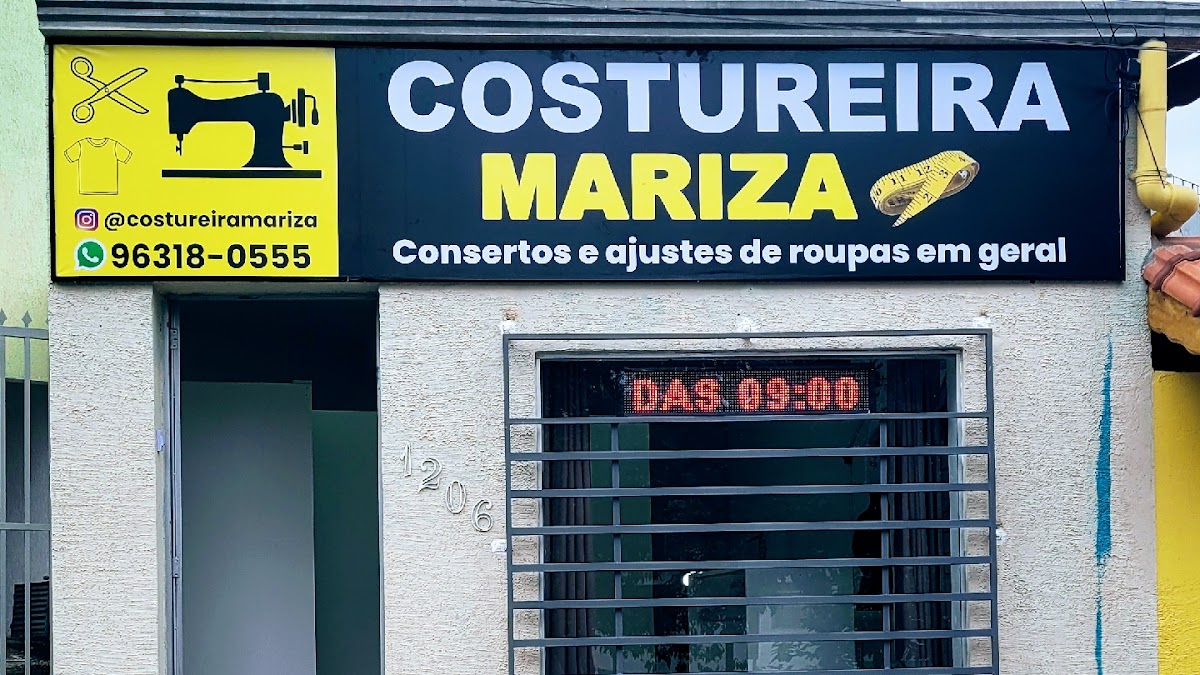 COSTUREIRA
MARIZA
Consertos e ajustes de roupas em geral
@costureiramariza
96318-0555
DAS 09:00
1206